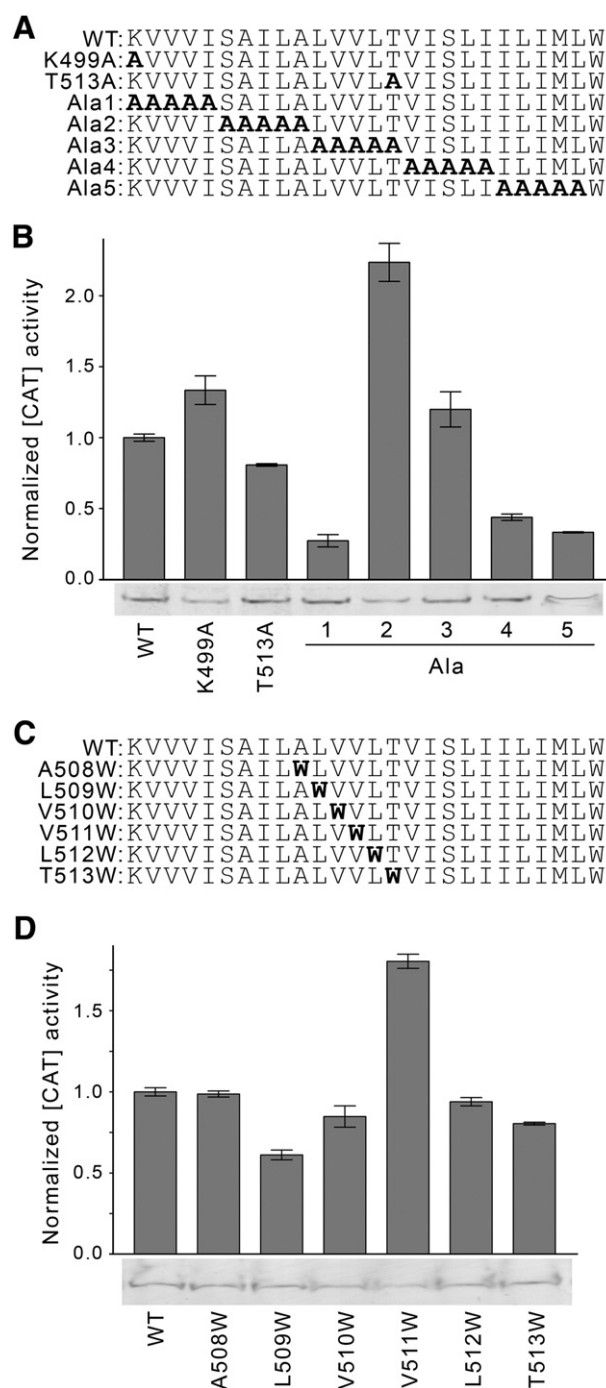 A
WT: KVVVISAILALVVLTVISLIILIMLW
K499A: AVVVISAILALVVLTVISLIILIMLW
T513A: KVVVISAILALVVLAVISLIILIMLW
Ala1: AAAAASAILALVVLTVISLIILIMLW
Ala2: KVVVIAAAAALVVLTVISLIILIMLW
Ala3: KVVVISAILAAAAAAVISLIILIMLW
Ala4: KVVVISAILALVVLTAAAAAILIMLW
Ala5: KVVVISAILALVVLTVISLIAAAAAW
B
Normalized [CAT] activity
2.0
1.5
1.0
0.5
0.0
WT K499A T513A 1 2 3 4 5
Ala
C
WT: KVVVISAILALVVLTVISLIILIMLW
A508W: KVVVISAILWLVVLTVISLIILIMLW
L509W: KVVVISAILAWVVLTVISLIILIMLW
V510W: KVVVISAILALWVLTVISLIILIMLW
V511W: KVVVISAILALVWLTVISLIILIMLW
L512W: KVVVISAILALVVWTVISLIILIMLW
T513W: KVVVISAILALVVLWVISLIILIMLW
D
Normalized [CAT] activity
1.5
1.0
0.5
0.0
WT A508W L509W V510W V511W L512W T513W